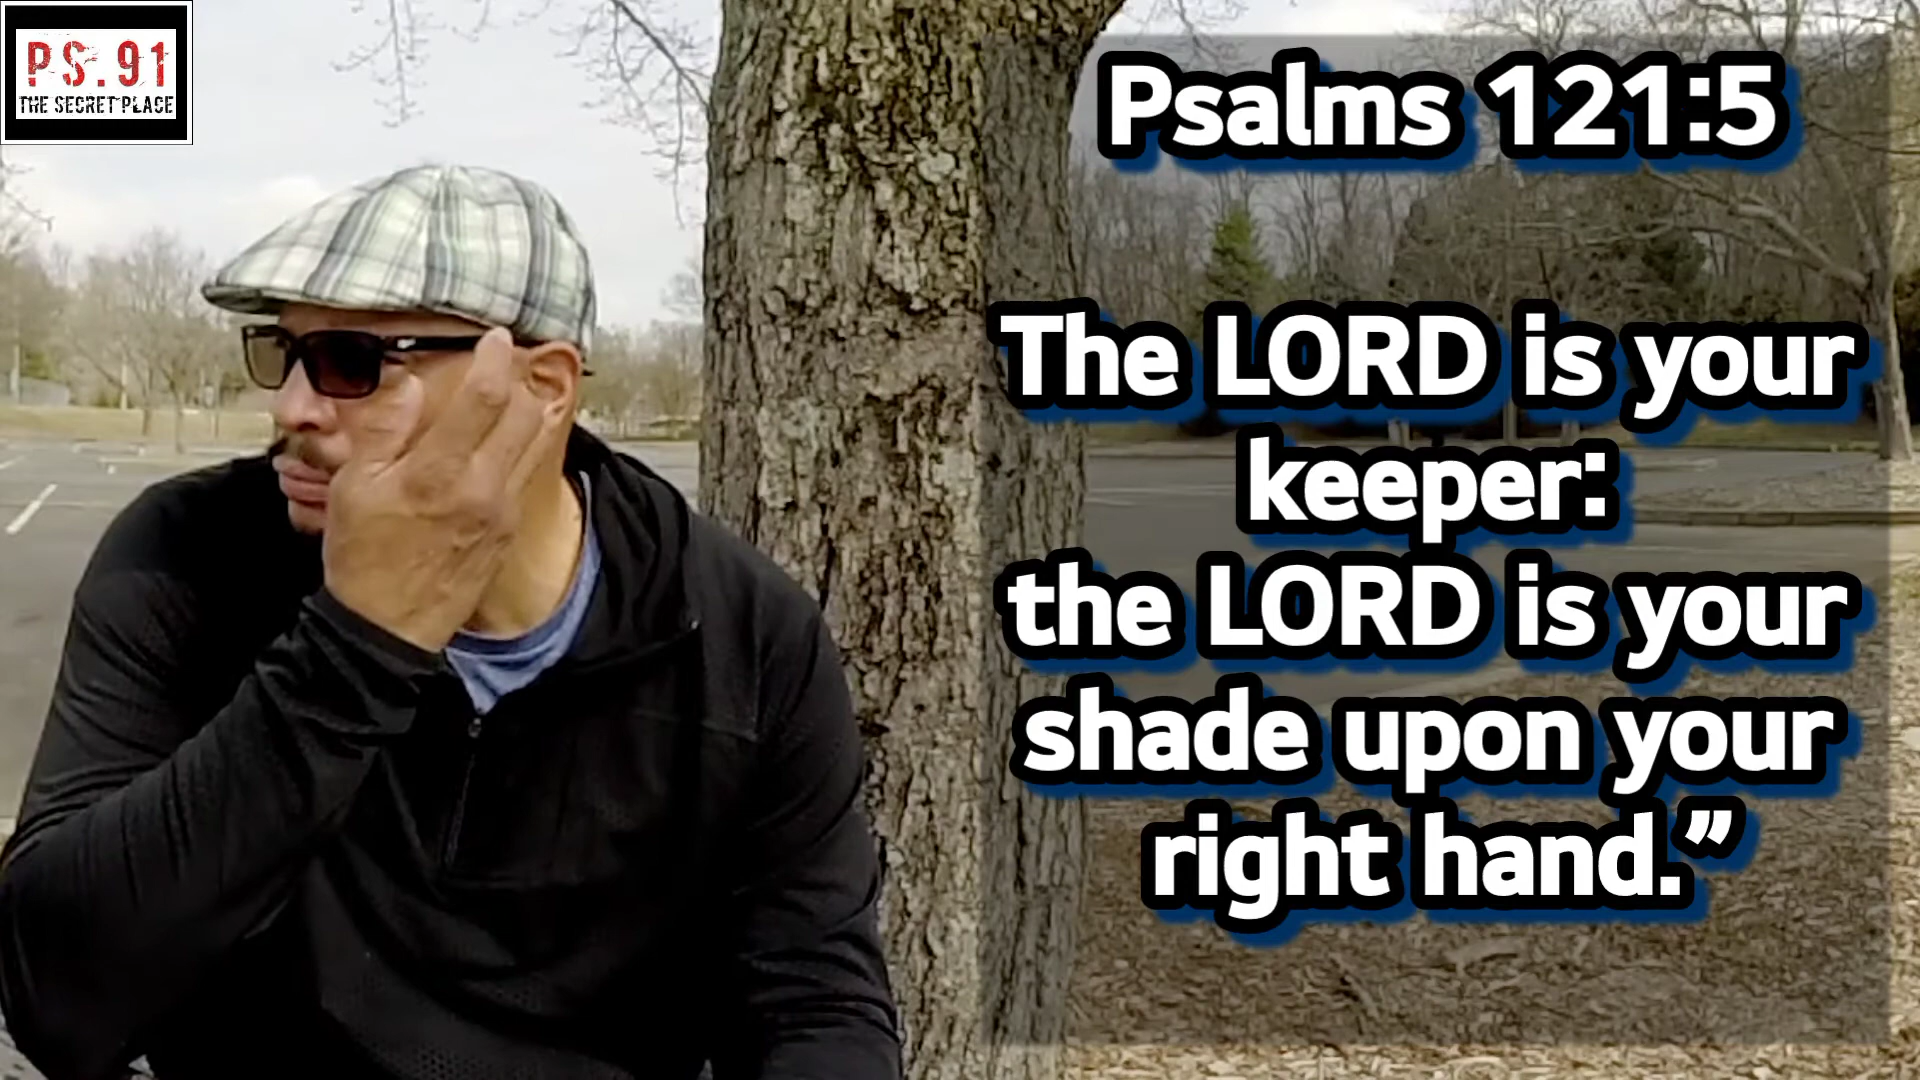 PS.91
THE SECRET PLACE
Psalms 121:5
The LORD is your
keeper:
the LORD is your
shade upon your
right hand.”